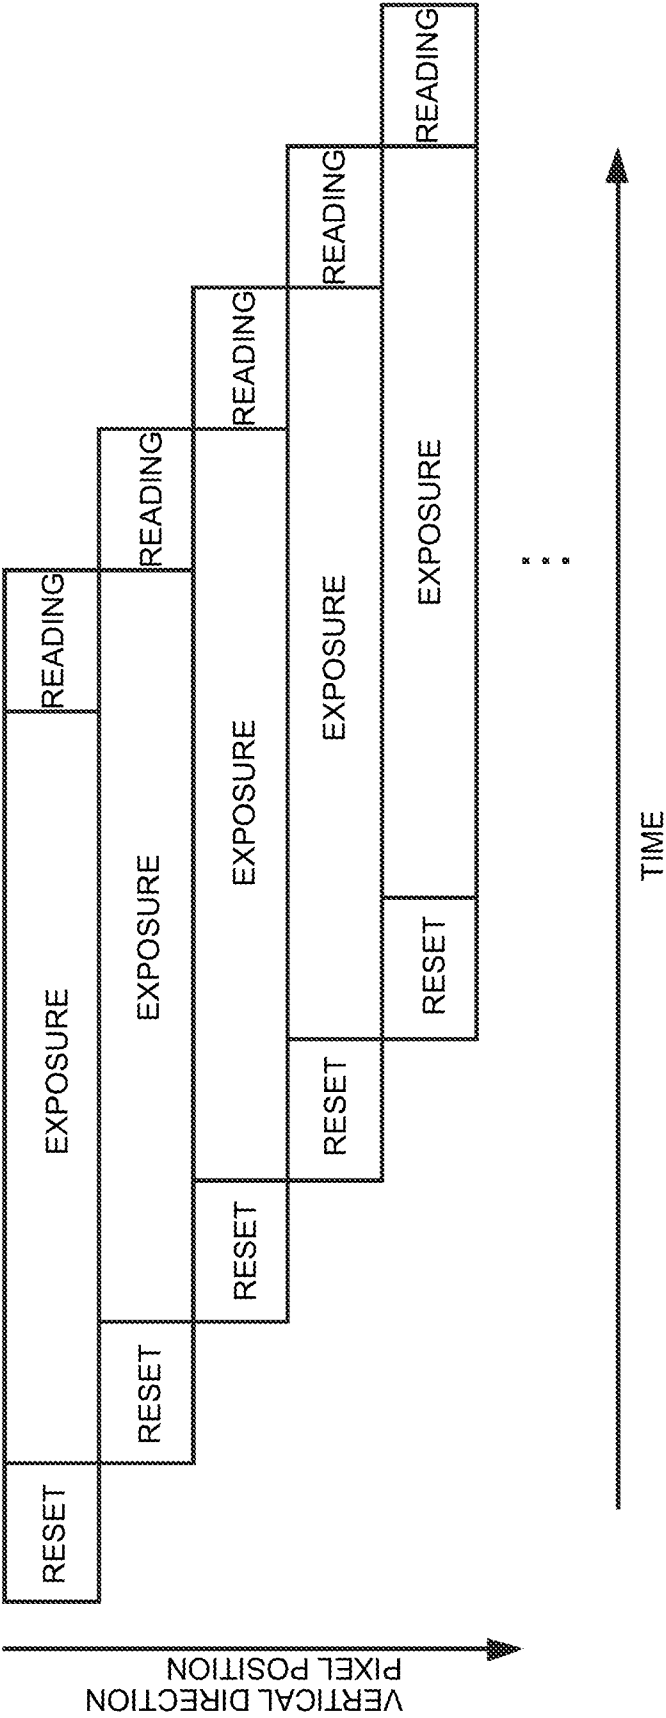 VERTICAL DIRECTION
PIXEL POSITION
RESET
EXPOSURE
READING
RESET
EXPOSURE
READING
RESET
EXPOSURE
READING
RESET
EXPOSURE
READING
RESET
EXPOSURE
READING
...
TIME